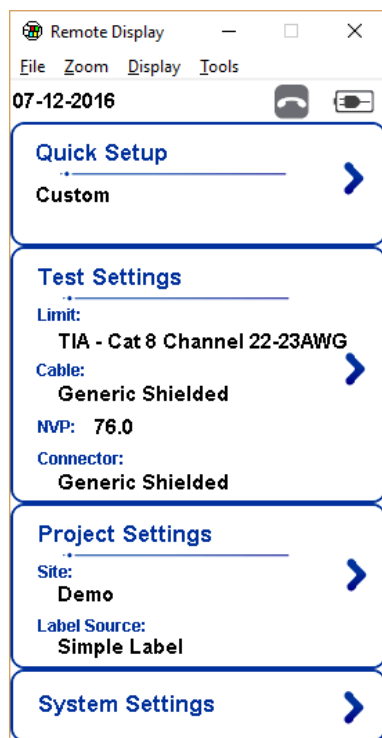 Remote Display
File Zoom Display Tools
07-12-2016
Quick Setup
Custom
Test Settings
Limit:
TIA - Cat 8 Channel 22-23AWG
Cable:
Generic Shielded
NVP: 76.0
Connector:
Generic Shielded
Project Settings
Site:
Demo
Label Source:
Simple Label
System Settings